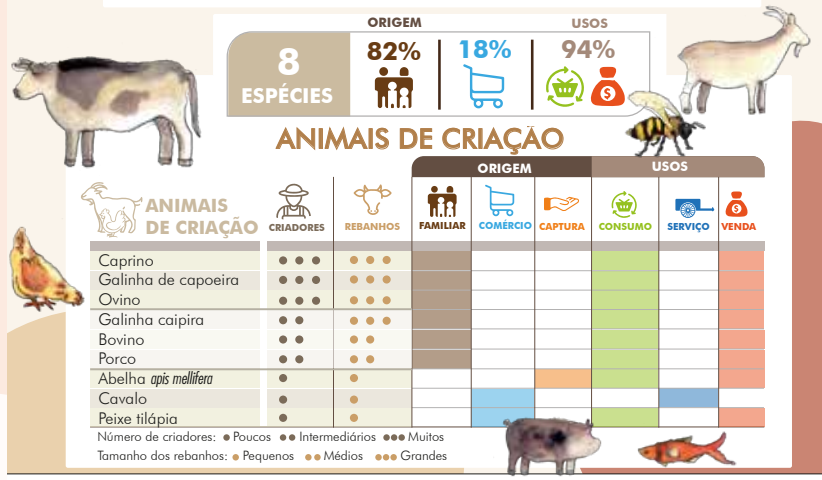 ORIGEM USOS
8 ESPÉCIES 82% 18% 94%
ANIMAIS DE CRIAÇÃO
ORIGEM USOS
ANIMAIS DE CRIAÇÃO CRIADORES REBANHOS FAMILIAR COMÉRCIO CAPTURA CONSUMO SERVIÇO VENDA
Caprino
Galinha de capoeira
Ovino
Galinha caipira
Bovino
Porco
Abelha apis mellifera
Cavalo
Peixe tilápia
Número de criadores: Poucos Intermediários Muitos
Tamanho dos rebanhos: Pequenos Médios Grandes